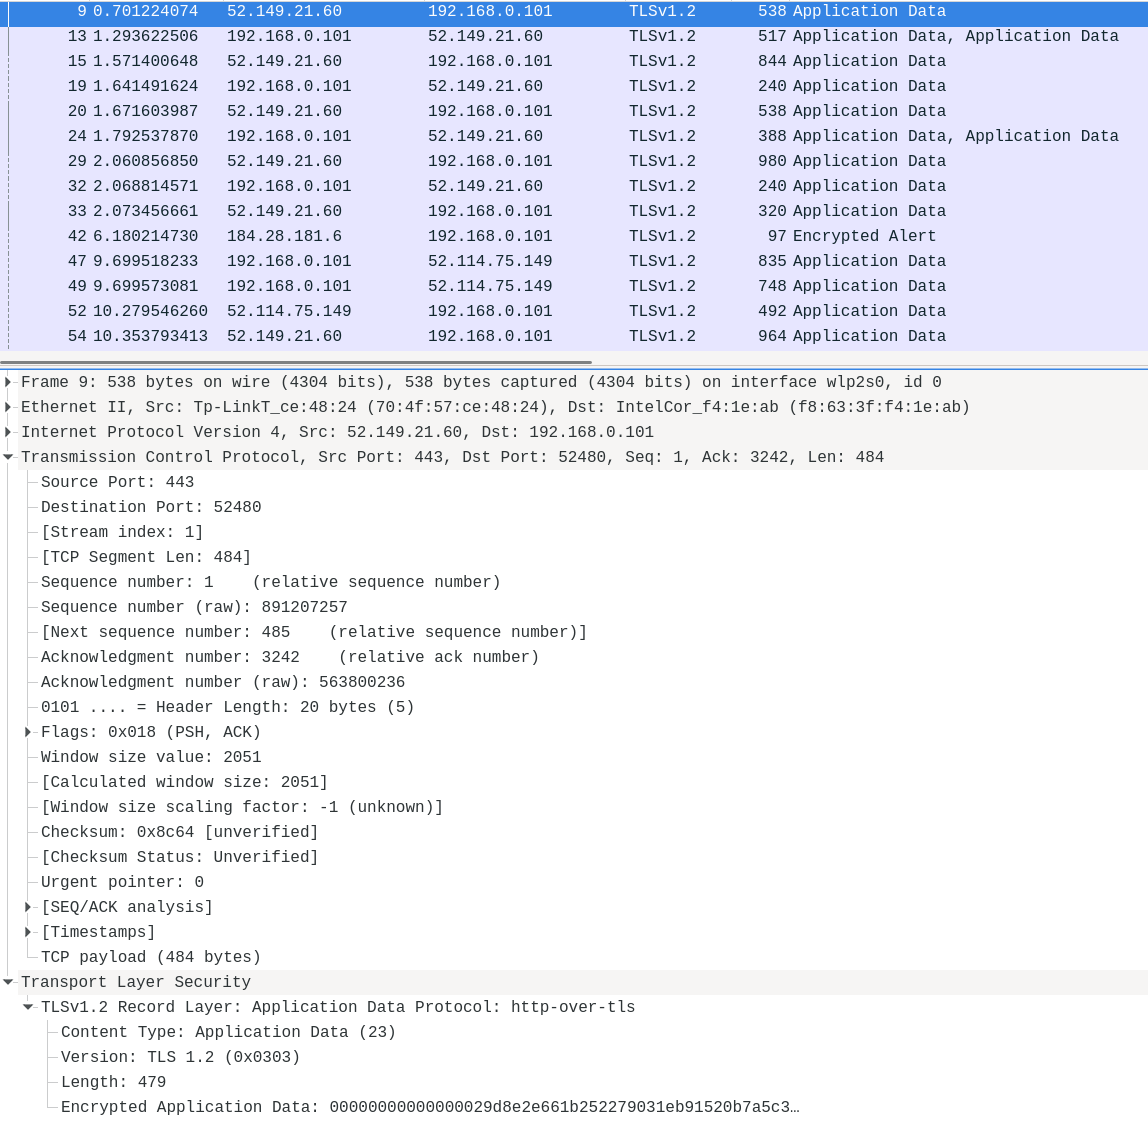 9 0.701224074 52.149.21.60 192.168.0.101 TLSv1.2 538 Application Data
13 1.293622506 192.168.0.101 52.149.21.60 TLSv1.2 517 Application Data, Application Data
15 1.571400648 52.149.21.60 192.168.0.101 TLSv1.2 844 Application Data
19 1.641491624 192.168.0.101 52.149.21.60 TLSv1.2 240 Application Data
20 1.671603987 52.149.21.60 192.168.0.101 TLSv1.2 538 Application Data
24 1.792537870 192.168.0.101 52.149.21.60 TLSv1.2 388 Application Data, Application Data
29 2.060856850 52.149.21.60 192.168.0.101 TLSv1.2 980 Application Data
32 2.068814571 192.168.0.101 52.149.21.60 TLSv1.2 240 Application Data
33 2.073456661 52.149.21.60 192.168.0.101 TLSv1.2 320 Application Data
42 6.180214730 184.28.181.6 192.168.0.101 TLSv1.2 97 Encrypted Alert
47 9.699518233 192.168.0.101 52.114.75.149 TLSv1.2 835 Application Data
49 9.699573081 192.168.0.101 52.114.75.149 TLSv1.2 748 Application Data
52 10.279546260 52.114.75.149 192.168.0.101 TLSv1.2 492 Application Data
54 10.353793413 52.149.21.60 192.168.0.101 TLSv1.2 964 Application Data
Frame 9: 538 bytes on wire (4304 bits), 538 bytes captured (4304 bits) on interface wlp2s0, id 0
Ethernet II, Src: Tp-LinkT_ce:48:24 (70:4f:57:ce:48:24), Dst: IntelCor_f4:1e:ab (f8:63:3f:f4:1e:ab)
Internet Protocol Version 4, Src: 52.149.21.60, Dst: 192.168.0.101
Transmission Control Protocol, Src Port: 443, Dst Port: 52480, Seq: 1, Ack: 3242, Len: 484
Source Port: 443
Destination Port: 52480
[Stream index: 1]
[TCP Segment Len: 484]
Sequence number: 1    (relative sequence number)
Sequence number (raw): 891207257
[Next sequence number: 485    (relative sequence number)]
Acknowledgment number: 3242    (relative ack number)
Acknowledgment number (raw): 563800236
0101 .... = Header Length: 20 bytes (5)
Flags: 0x018 (PSH, ACK)
Window size value: 2051
[Calculated window size: 2051]
[Window size scaling factor: -1 (unknown)]
Checksum: 0x8c64 [unverified]
[Checksum Status: Unverified]
Urgent pointer: 0
[SEQ/ACK analysis]
[Timestamps]
TCP payload (484 bytes)
Transport Layer Security
TLSv1.2 Record Layer: Application Data Protocol: http-over-tls
Content Type: Application Data (23)
Version: TLS 1.2 (0x0303)
Length: 479
Encrypted Application Data: 00000000000000029d8e2e661b252279031eb91520b7a5c3…